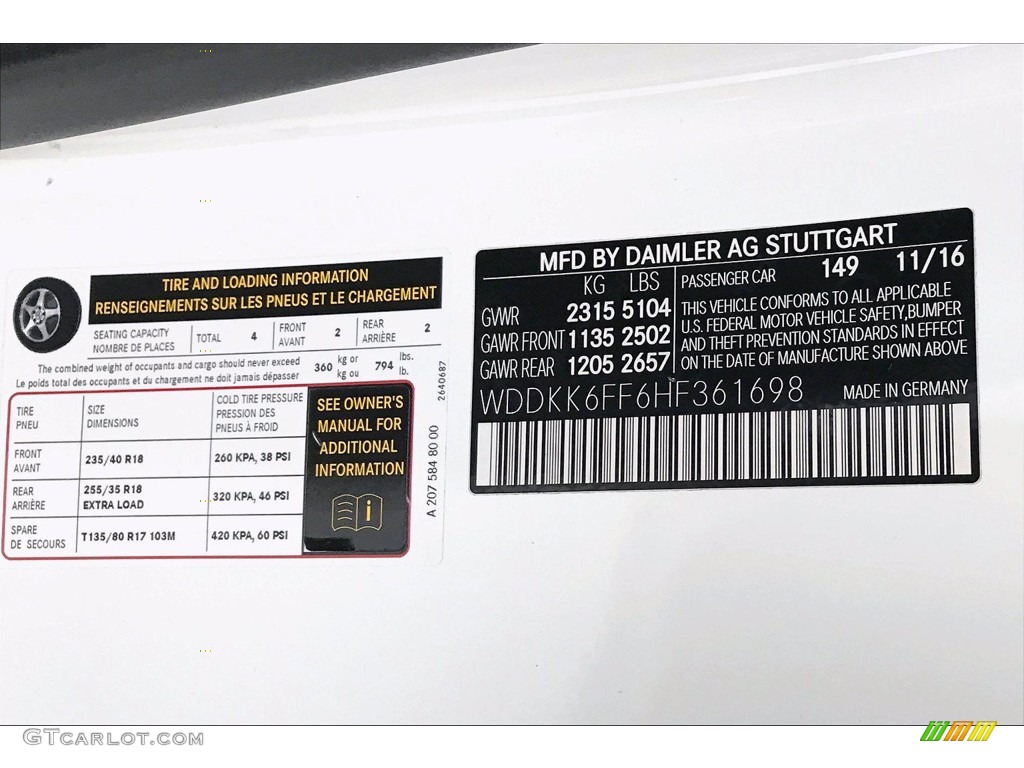 TIRE AND LOADING INFORMATION
RENSEIGNEMENTS SUR LES PNEUS ET LE CHARGEMENT
SEATING CAPACITY
NOMBRE DE PLACES
TOTAL 4
FRONT
AVANT
2
REAR
ARRIÈRE
2
The combined weight of occupants and cargo should never exceed 360 kg or 794 lbs.
Le poids total des occupants et du chargement ne doit jamais dépasser kg ou lb.
TIRE
PNEU
SIZE
DIMENSIONS
COLD TIRE PRESSURE
PRESSION DES
PNEUS À FROID
FRONT
AVANT
235/40 R18
260 KPA, 38 PSI
REAR
ARRIÈRE
255/35 R18
EXTRA LOAD
320 KPA, 46 PSI
SPARE
DE SECOURS
T135/80 R17 103M
420 KPA, 60 PSI
SEE OWNER'S
MANUAL FOR
ADDITIONAL
INFORMATION
i
A 207 584 80 00
2640687
MFD BY DAIMLER AG STUTTGART
KG LBS
GVWR 2315 5104
GAWR FRONT 1135 2502
GAWR REAR 1205 2657
PASSENGER CAR 149 11/16
THIS VEHICLE CONFORMS TO ALL APPLICABLE
U.S. FEDERAL MOTOR VEHICLE SAFETY,BUMPER
AND THEFT PREVENTION STANDARDS IN EFFECT
ON THE DATE OF MANUFACTURE SHOWN ABOVE
WDDKK6FF6HF361698
MADE IN GERMANY
GTCARLOT.COM